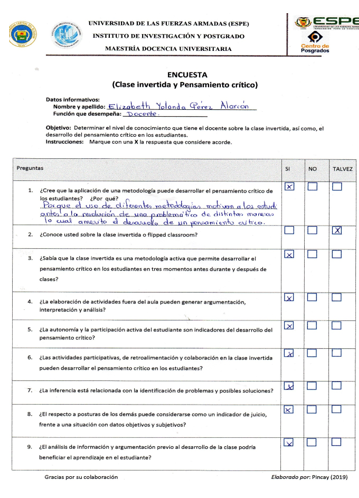 UNIVERSIDAD DE LAS FUERZAS ARMADAS (ESPE)
INSTITUTO DE INVESTIGACIÓN Y POSTGRADO
MAESTRÍA DOCENCIA UNIVERSITARIA
ESPE
Centro de
Posgrados
ENCUESTA
(Clase invertida y Pensamiento crítico)
Datos Informativos:
Nombre y apellido: Elizabeth Yolanda Pérez Alarcón
Función que desempeña: Docente
Objetivo: Determinar el nivel de conocimiento que tiene el docente sobre la clase invertida, así como, el
desarrollo del pensamiento crítico en los estudiantes.
Instrucciones: Marque con una X la respuesta que considere acorde.
Preguntas SI NO TALVEZ
1. ¿Cree que la aplicación de una metodología puede desarrollar el pensamiento crítico de X
los estudiantes? ¿Por qué?
Porque el uso de diferentes metodologías motivan a los estudi
antes a la resolución de una problemática de distintas maneras
lo cual el desarrollo de un pensamiento crítico.
2. ¿Conoce usted sobre la clase invertida o flipped classroom? X
3. ¿Sabía que la clase invertida es una metodología activa que permite desarrollar el X
pensamiento crítico en los estudiantes en tres momentos antes durante y después de
clases?
4. ¿La elaboración de actividades fuera del aula pueden generar argumentación, X
interpretación y análisis?
5. ¿La autonomía y la participación activa del estudiante son indicadores del desarrollo del X
pensamiento crítico?
6. ¿Las actividades participativas, de retroalimentación y colaboración en la clase invertida X
pueden desarrollar el pensamiento crítico en los estudiantes?
7. ¿La inferencia está relacionada con la identificación de problemas y posibles soluciones? X
8. ¿El respecto a posturas de los demás puede considerarse como un indicador de juicio, X
frente a una situación con datos objetivos y subjetivos?
9. ¿El análisis de información y argumentación previo al desarrollo de la clase podría X
beneficiar el aprendizaje en el estudiante?
Gracias por su colaboración Elaborado por: Pincay (2019)